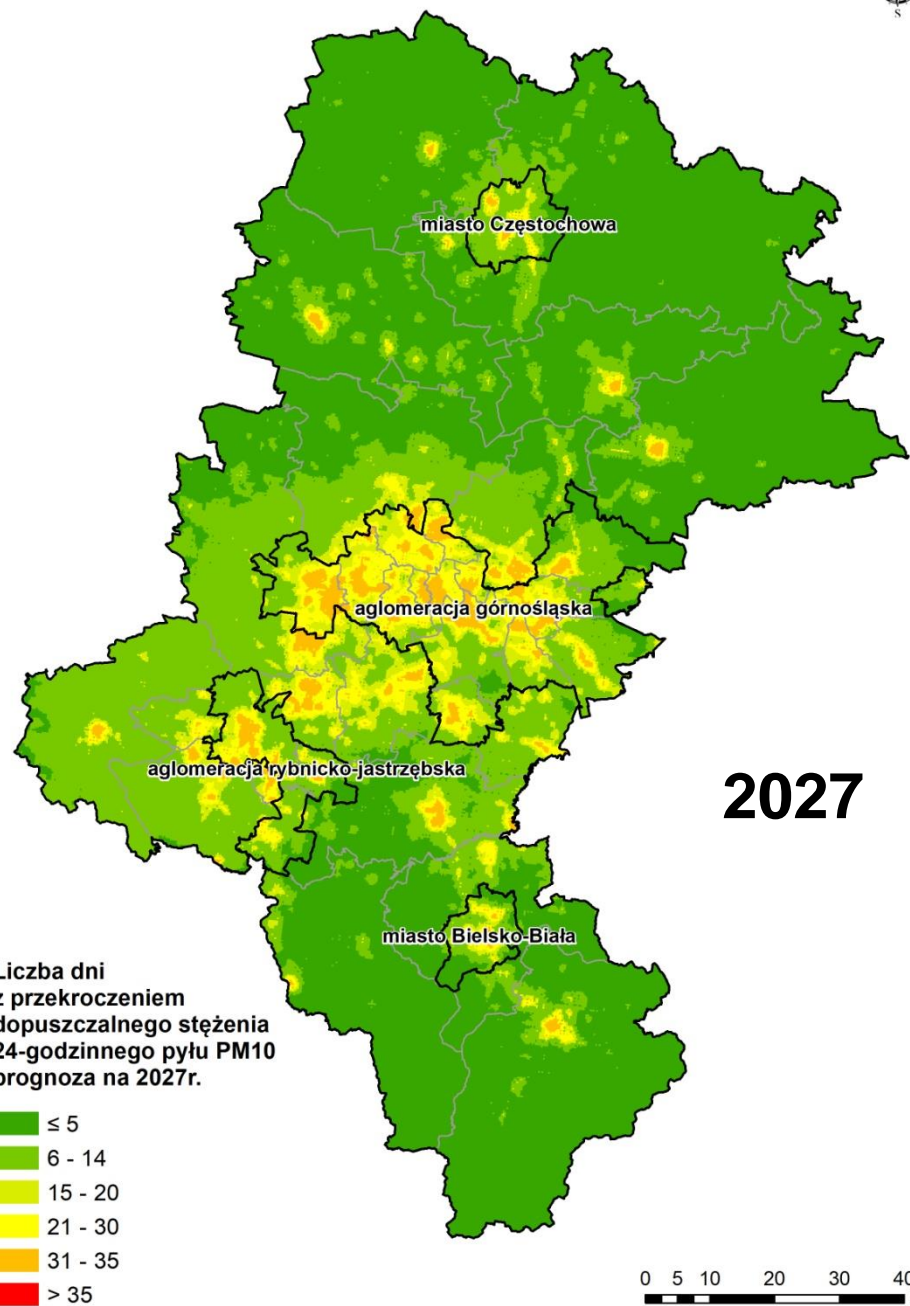 S
miasto Częstochowa
aglomeracja górnośląska
aglomeracja rybnicko-jastrzębska
2027
miasto Bielsko-Biała
Liczba dni
z przekroczeniem
dopuszczalnego stężenia
24-godzinnego pyłu PM10
prognoza na 2027r.
≤ 5
6 - 14
15 - 20
21 - 30
31 - 35
> 35
0 5 10 20 30 40